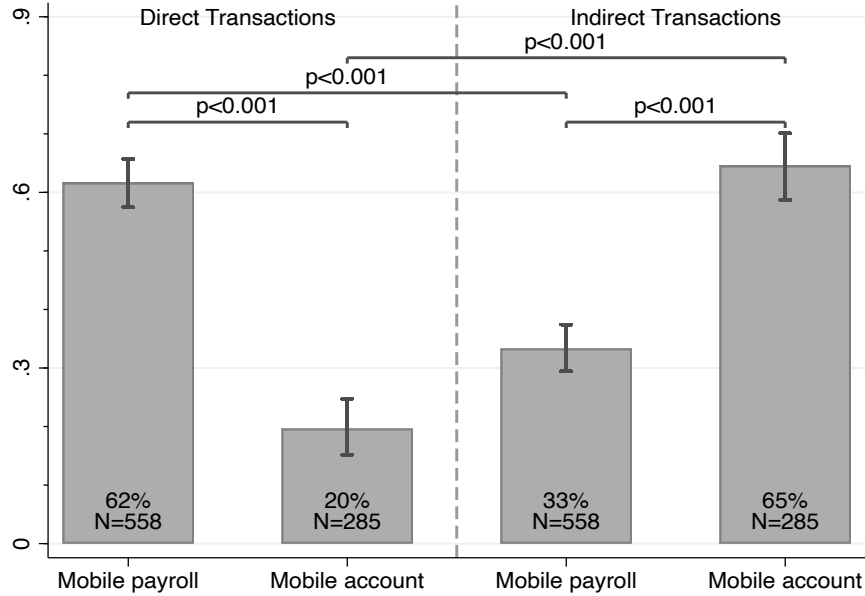 Direct Transactions
Indirect Transactions
.9
.6
.3
0
p<0.001
p<0.001
p<0.001
p<0.001
62%
N=558
20%
N=285
33%
N=558
65%
N=285
Mobile payroll
Mobile account
Mobile payroll
Mobile account